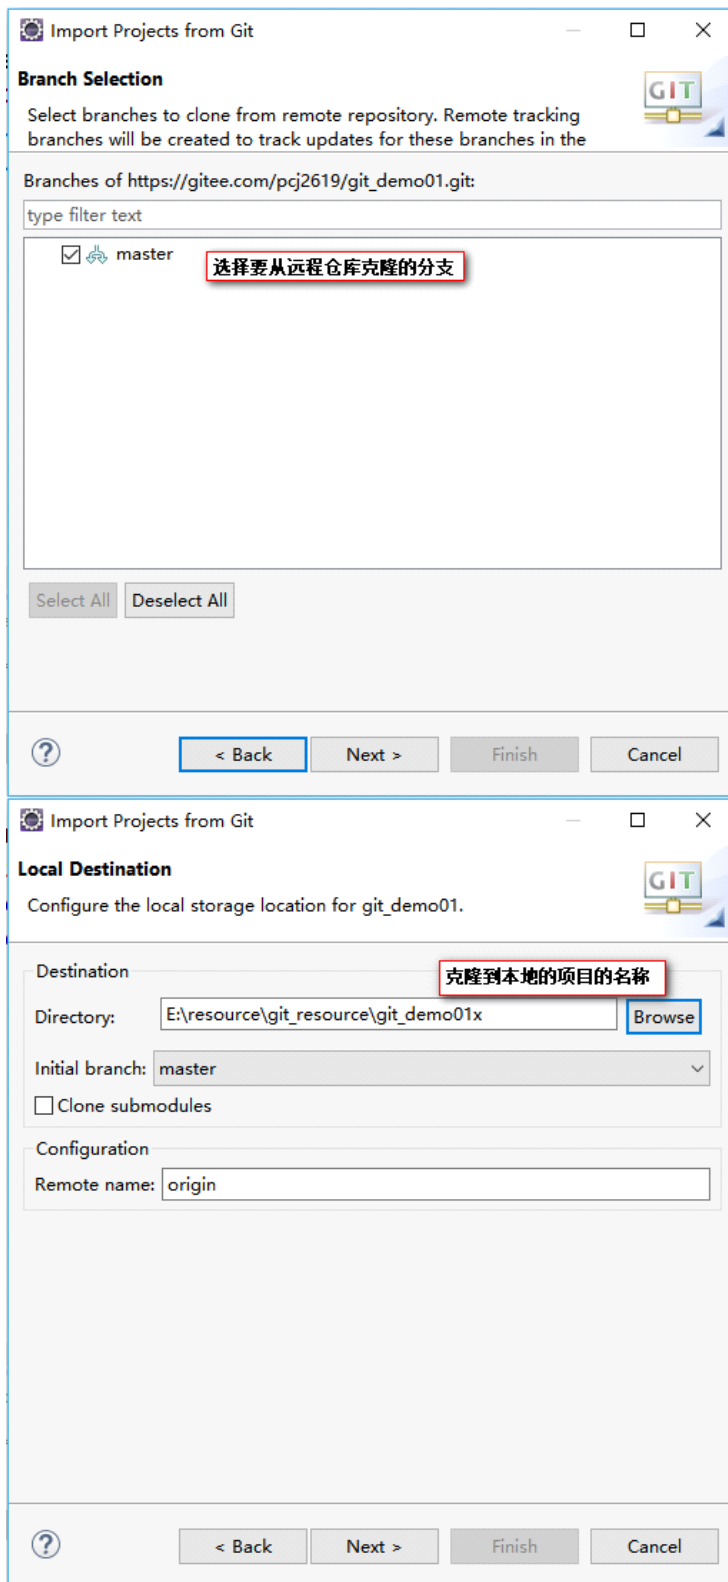 Import Projects from Git
Branch Selection
Select branches to clone from remote repository. Remote tracking
branches will be created to track updates for these branches in the
GIT
Branches of https://gitee.com/pcj2619/git_demo01.git:
type filter text
master
选择要从远程仓库克隆的分支
Select All
Deselect All
?
< Back
Next >
Finish
Cancel
Import Projects from Git
Local Destination
Configure the local storage location for git_demo01.
GIT
Destination
克隆到本地的项目的名称
Directory:
E:\resource\git_resource\git_demo01x
Browse
Initial branch: master
Clone submodules
Configuration
Remote name: origin
?
< Back
Next >
Finish
Cancel